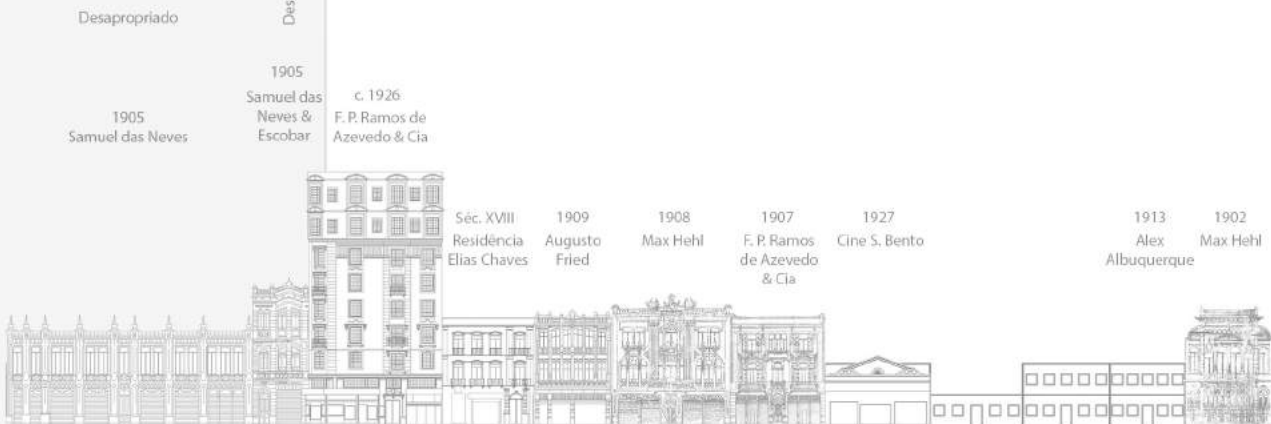 Desapropriado
1905
Samuel das Neves
1905
Samuel das
Neves &
Escobar
c. 1926
F. P. Ramos de
Azevedo & Cia
Séc. XVIII
Residência
Elias Chaves
1909
Augusto
Fried
1908
Max Hehl
1907
F. P. Ramos
de Azevedo
& Cia
1927
Cine S. Bento
1913
Alex
Albuquerque
1902
Max Hehl